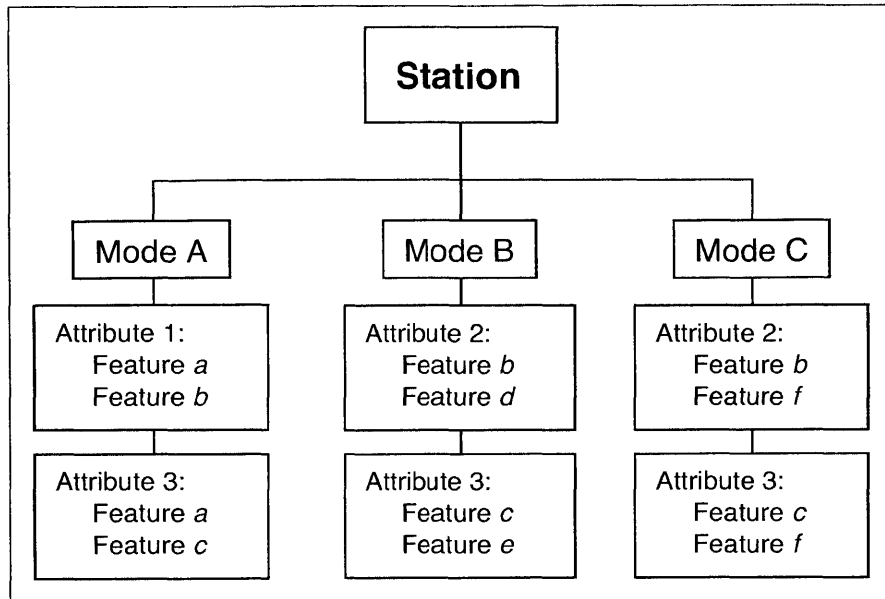 Station
Mode A
Mode B
Mode C
Attribute 1:
Feature a
Feature b
Attribute 2:
Feature b
Feature d
Attribute 2:
Feature b
Feature f
Attribute 3:
Feature a
Feature c
Attribute 3:
Feature c
Feature e
Attribute 3:
Feature c
Feature f